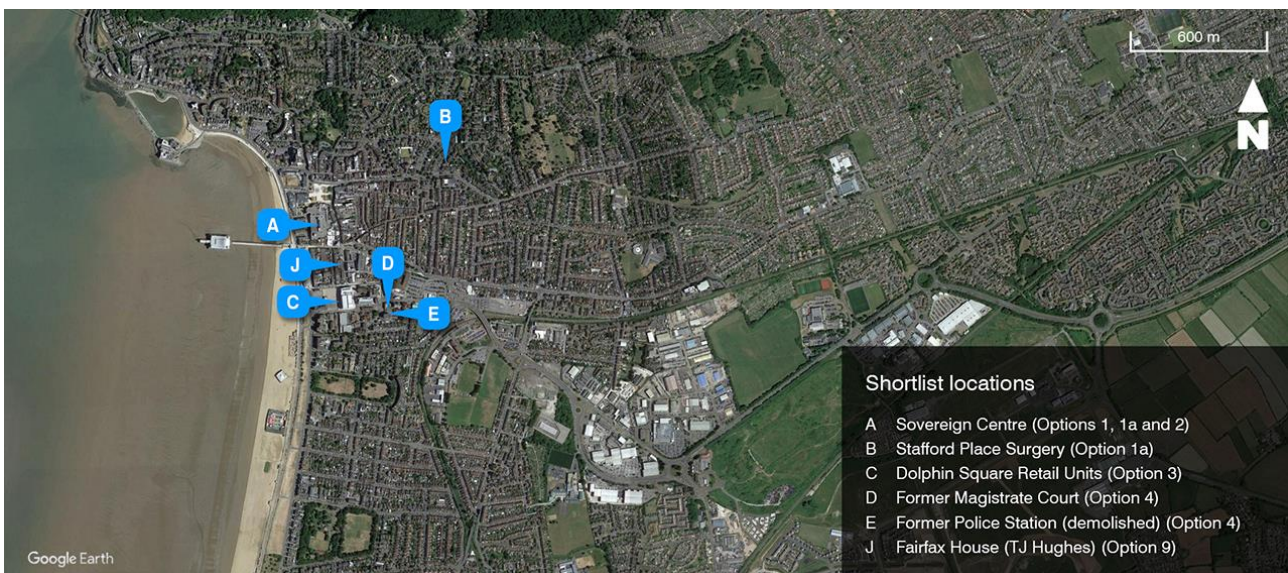 600 m
N
B
A
J
D
C
E
Shortlist locations
A Sovereign Centre (Options 1, 1a and 2)
B Stafford Place Surgery (Option 1a)
C Dolphin Square Retail Units (Option 3)
D Former Magistrate Court (Option 4)
E Former Police Station (demolished) (Option 4)
J Fairfax House (TJ Hughes) (Option 9)
Google Earth